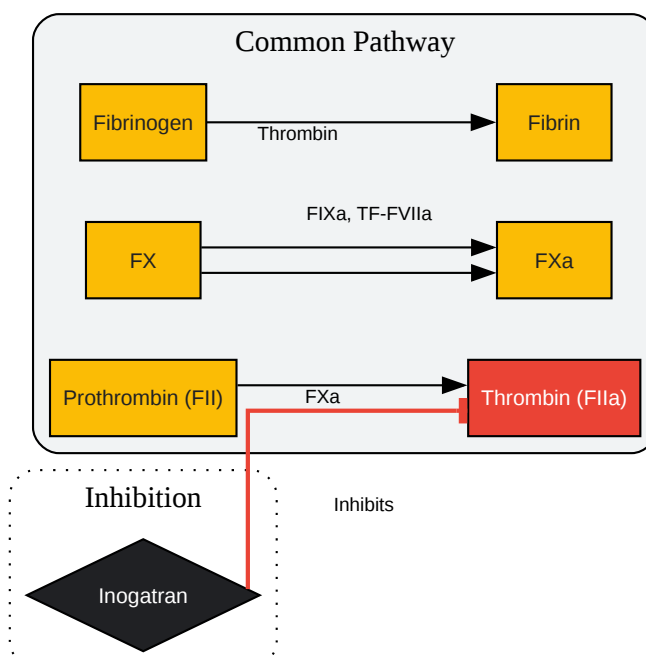 Common Pathway
Fibrinogen
Thrombin
Fibrin
FIXa, TF-FVIIa
FX
FXa
Prothrombin (FII)
FXa
Thrombin (FIIa)
Inhibition
Inhibits
Inogatran